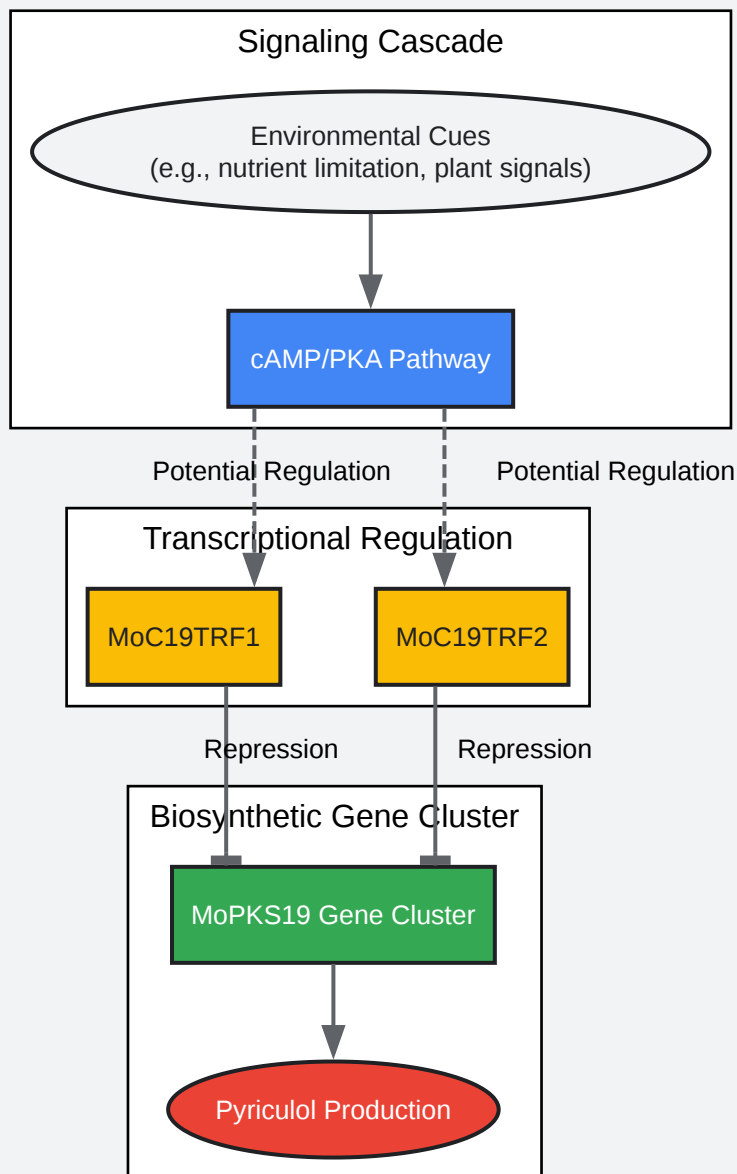 Signaling Cascade
Environmental Cues
(e.g., nutrient limitation, plant signals)
cAMP/PKA Pathway
Potential Regulation
Potential Regulation
Transcriptional Regulation
MoC19TRF1
MoC19TRF2
Repression
Repression
Biosynthetic Gene Cluster
MoPKS19 Gene Cluster
Pyriculol Production